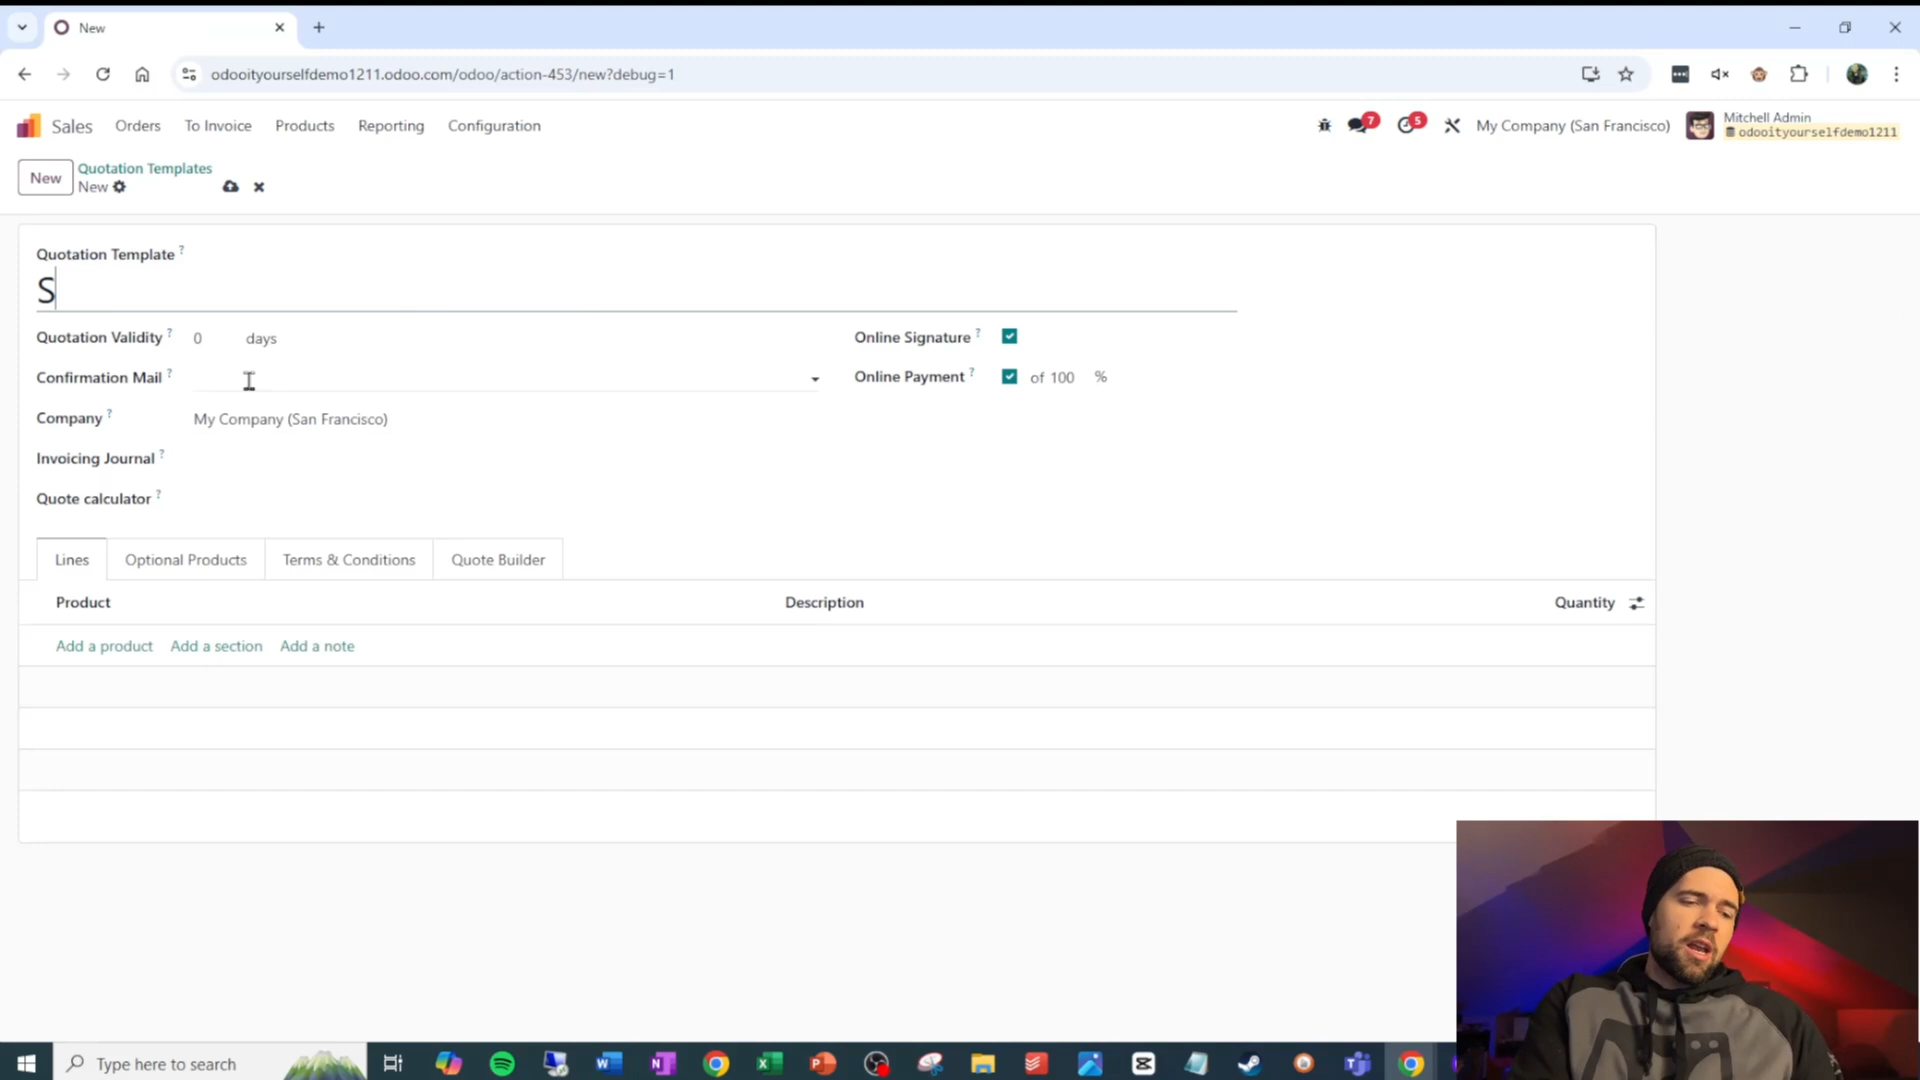 New
odooityourselfdemo1211.odoo.com/odoo/action-453/new?debug=1
Sales Orders To Invoice Products Reporting Configuration 7 5 My Company (San Francisco) Mitchell Admin
odooityourselfdemo1211
New Quotation Templates
New
Quotation Template ?
S
Quotation Validity ? 0 days Online Signature ?
Confirmation Mail ? Online Payment ? of 100 %
Company ? My Company (San Francisco)
Invoicing Journal ?
Quote calculator ?
Lines Optional Products Terms & Conditions Quote Builder
Product Description Quantity
Add a product Add a section Add a note
Type here to search